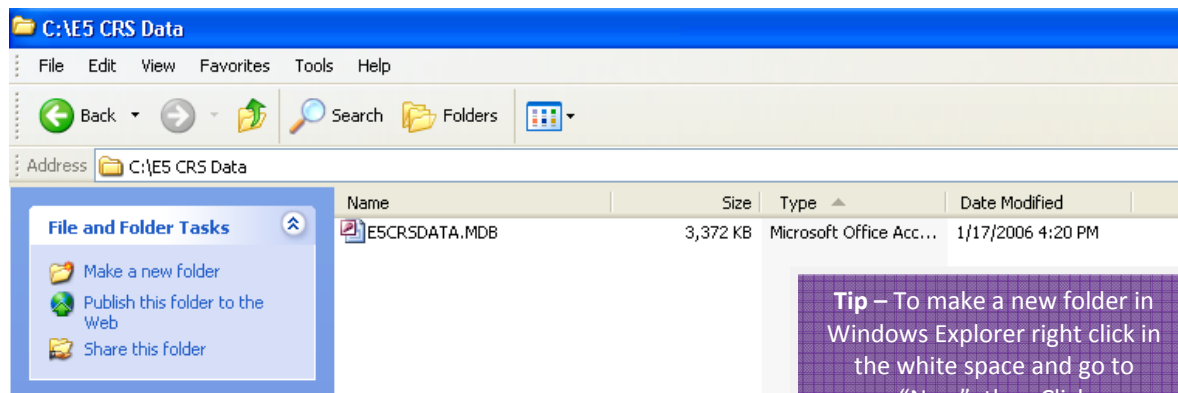 C:\E5 CRS Data
File Edit View Favorites Tools Help
Back Search Folders
Address C:\E5 CRS Data
Name Size Type Date Modified
File and Folder Tasks
E5CRSDATA.MDB 3,372 KB Microsoft Office Acc... 1/17/2006 4:20 PM
Make a new folder
Publish this folder to the
Web
Share this folder
Tip – To make a new folder in
Windows Explorer right click in
the white space and go to